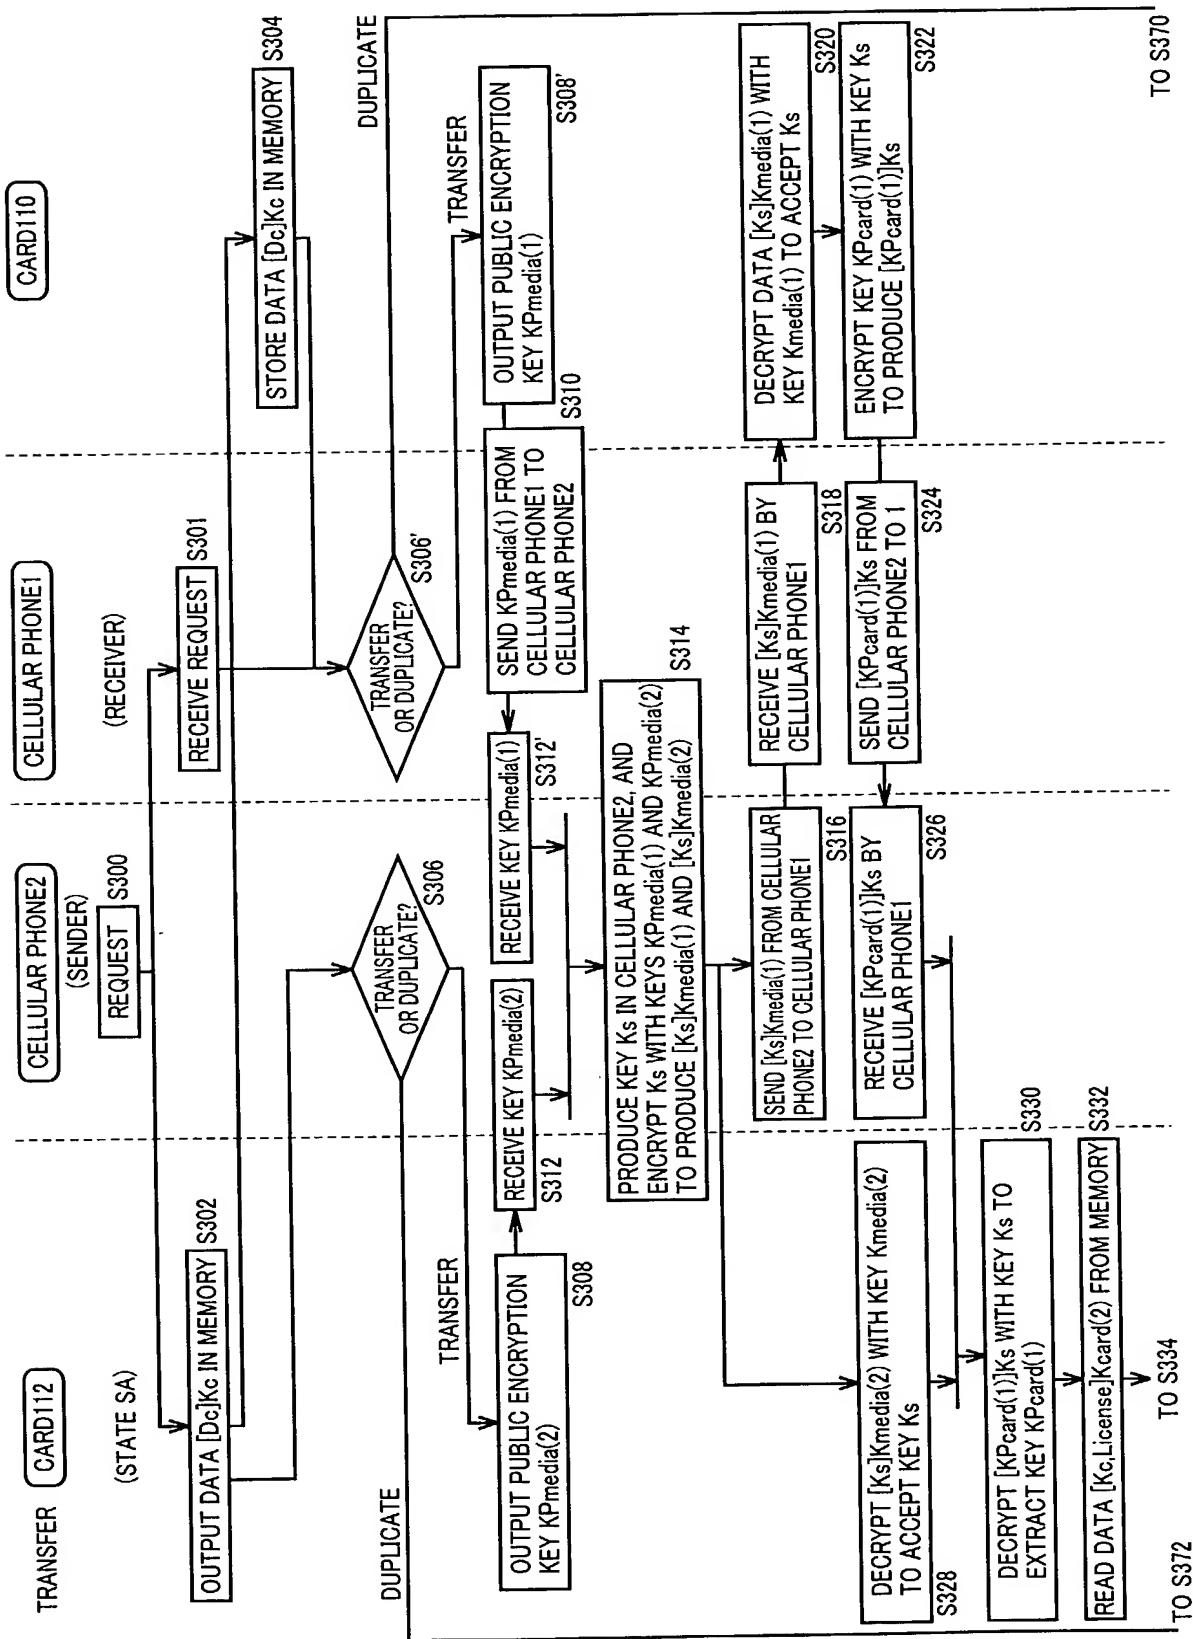 TRANSFER
CARD112
CELLULAR PHONE2
CELLULAR PHONE1
CARD110
(STATE SA)
(SENDER)
(RECEIVER)
REQUEST
S300
RECEIVE REQUEST
S301
OUTPUT DATA [Dc]Kc IN MEMORY
S302
STORE DATA [Dc]Kc IN MEMORY
S304
DUPLICATE
TRANSFER
OR DUPLICATE?
S306
TRANSFER
OR DUPLICATE?
S306'
DUPLICATE
TRANSFER
TRANSFER
OUTPUT PUBLIC ENCRYPTION
KEY KPmedia(2)
S308
RECEIVE KEY KPmedia(2)
S312
RECEIVE KEY KPmedia(1)
S312'
SEND KPmedia(1) FROM
CELLULAR PHONE1 TO
CELLULAR PHONE2
S310
OUTPUT PUBLIC ENCRYPTION
KEY KPmedia(1)
S308'
PRODUCE KEY Ks IN CELLULAR PHONE2, AND
ENCRYPT Ks WITH KEYS KPmedia(1) AND KPmedia(2)
TO PRODUCE [Ks]Kmedia(1) AND [Ks]Kmedia(2)
S314
SEND [Ks]Kmedia(1) FROM CELLULAR
PHONE2 TO CELLULAR PHONE1
S316
RECEIVE [Ks]Kmedia(1) BY
CELLULAR PHONE1
S318
DECRYPT DATA [Ks]Kmedia(1) WITH
KEY Kmedia(1) TO ACCEPT Ks
S320
DECRYPT [Ks]Kmedia(2) WITH KEY Kmedia(2)
TO ACCEPT Ks
S328
RECEIVE [KPcard(1)]Ks BY
CELLULAR PHONE1
S326
SEND [KPcard(1)]Ks FROM
CELLULAR PHONE2 TO 1
S324
ENCRYPT KEY KPcard(1) WITH KEY Ks
TO PRODUCE [KPcard(1)]Ks
S322
DECRYPT [KPcard(1)]Ks WITH KEY Ks TO
EXTRACT KEY KPcard(1)
S330
READ DATA [Kc,License]Kcard(2) FROM MEMORY
S332
TO S372
TO S334
TO S370